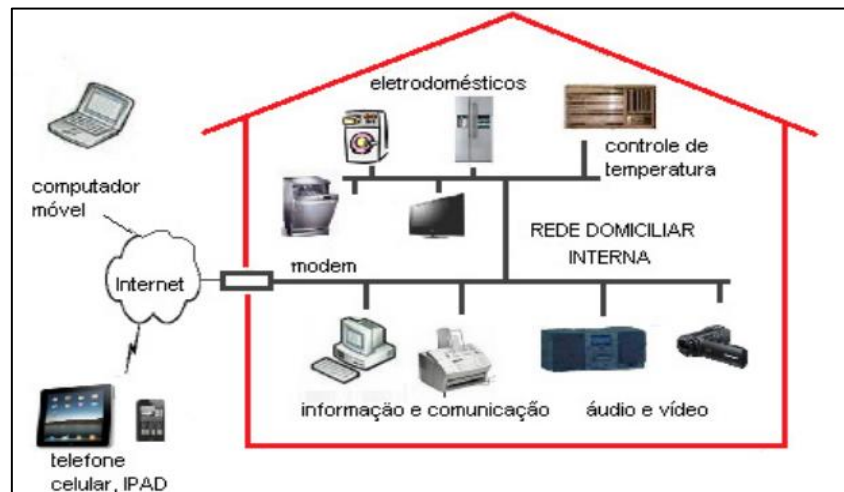 eletrodomésticos
controle de
temperatura
computador
móvel
REDE DOMICILIAR
INTERNA
modem
Internet
informação e comunicação
áudio e vídeo
telefone
celular, IPAD